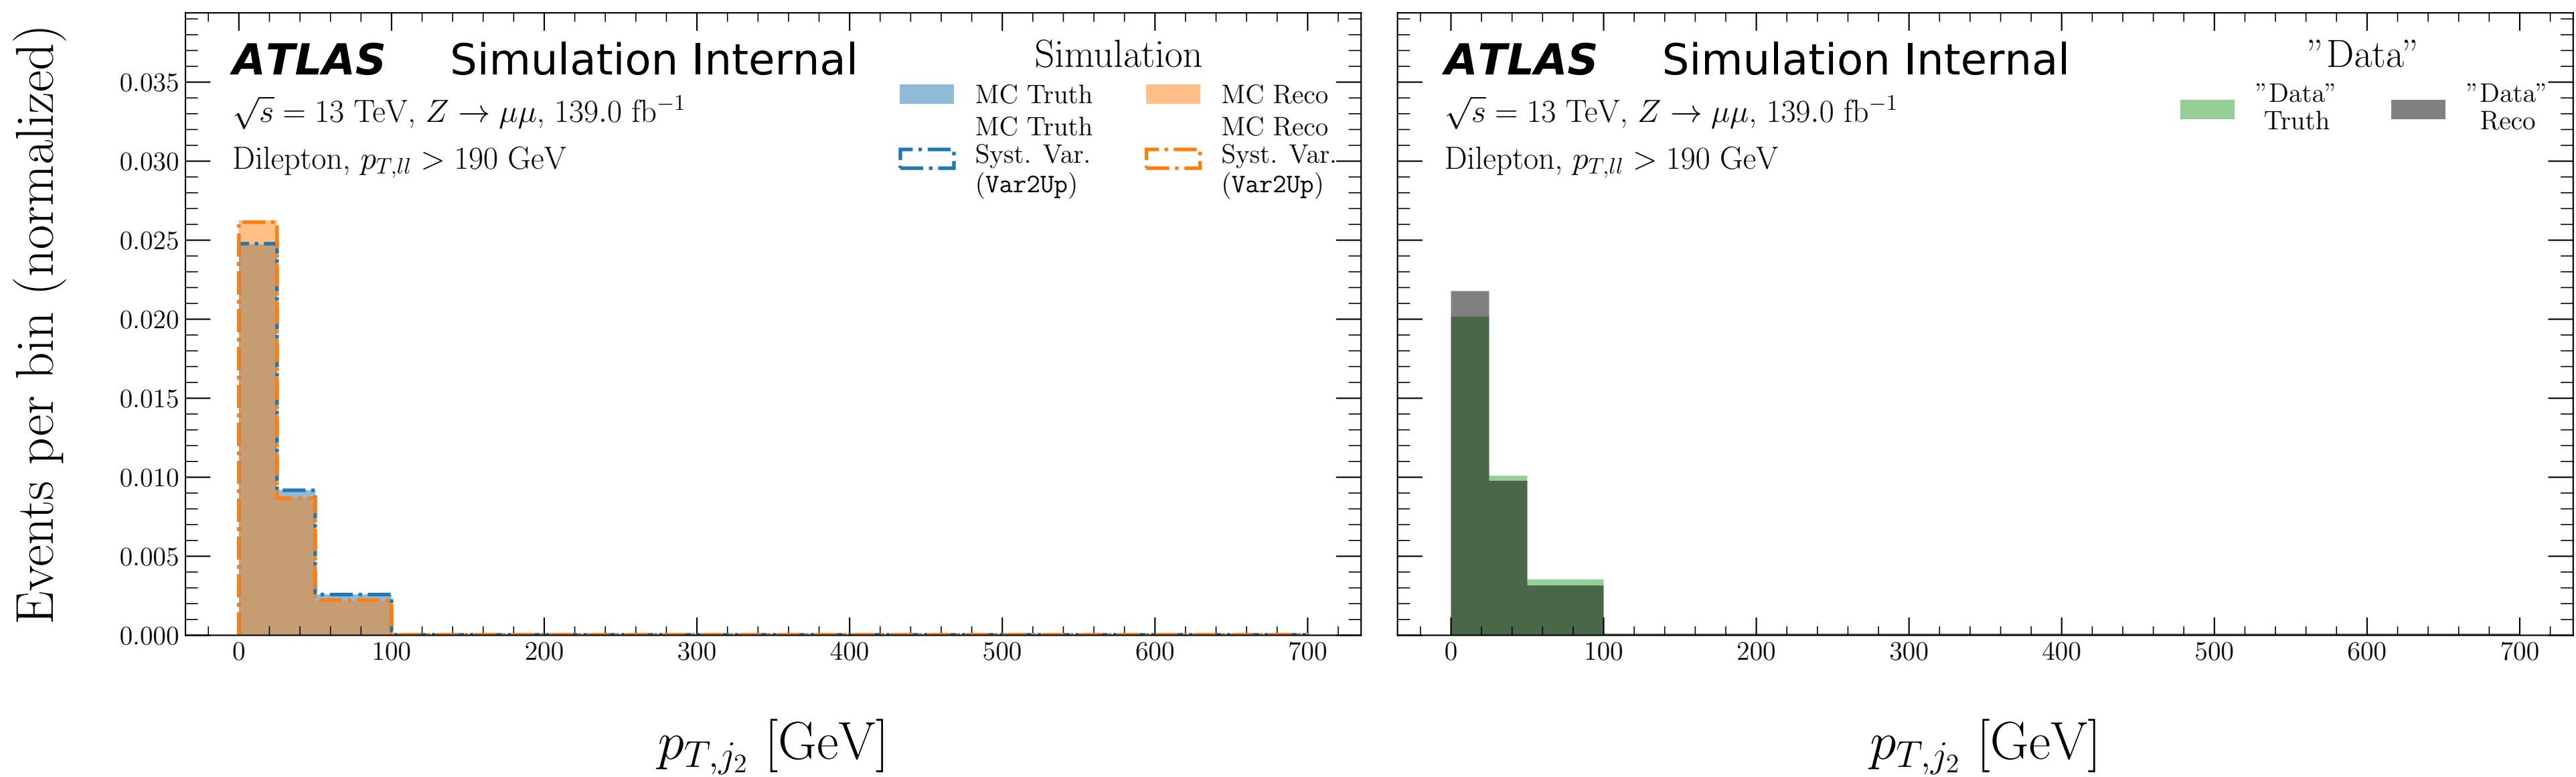 Events per bin (normalized)
0.035
0.030
0.025
0.020
0.015
0.010
0.005
0.000
ATLAS Simulation Internal
√s = 13 TeV, Z → μμ, 139.0 fb⁻¹
Dilepton, p_{T,ll} > 190 GeV
Simulation
MC Truth
MC Truth
Syst. Var.
(Var2Up)
MC Reco
MC Reco
Syst. Var.
(Var2Up)
0 100 200 300 400 500 600 700
p_{T,j₂} [GeV]
ATLAS Simulation Internal
√s = 13 TeV, Z → μμ, 139.0 fb⁻¹
Dilepton, p_{T,ll} > 190 GeV
”Data”
”Data”
Truth
”Data”
Reco
0 100 200 300 400 500 600 700
p_{T,j₂} [GeV]